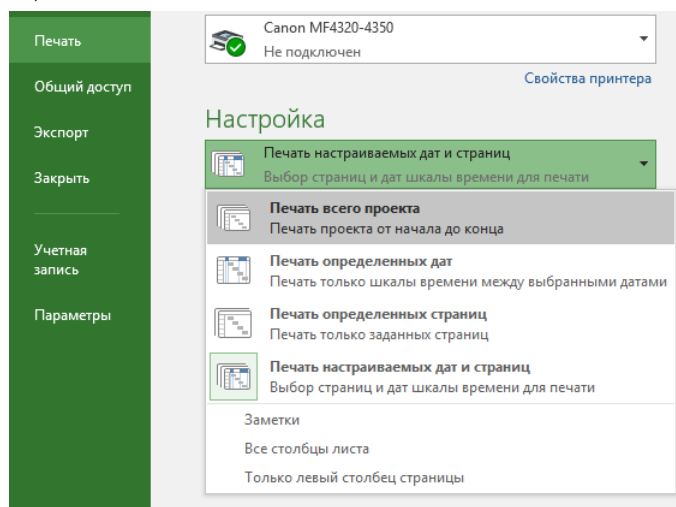 Печать
Общий доступ
Экспорт
Закрыть
Учетная
запись
Параметры
Canon MF4320-4350
Не подключен
Свойства принтера
Настройка
Печать настраиваемых дат и страниц
Выбор страниц и дат шкалы времени для печати
Печать всего проекта
Печать проекта от начала до конца
Печать определенных дат
Печать только шкалы времени между выбранными датами
Печать определенных страниц
Печать только заданных страниц
Печать настраиваемых дат и страниц
Выбор страниц и дат шкалы времени для печати
Заметки
Все столбцы листа
Только левый столбец страницы